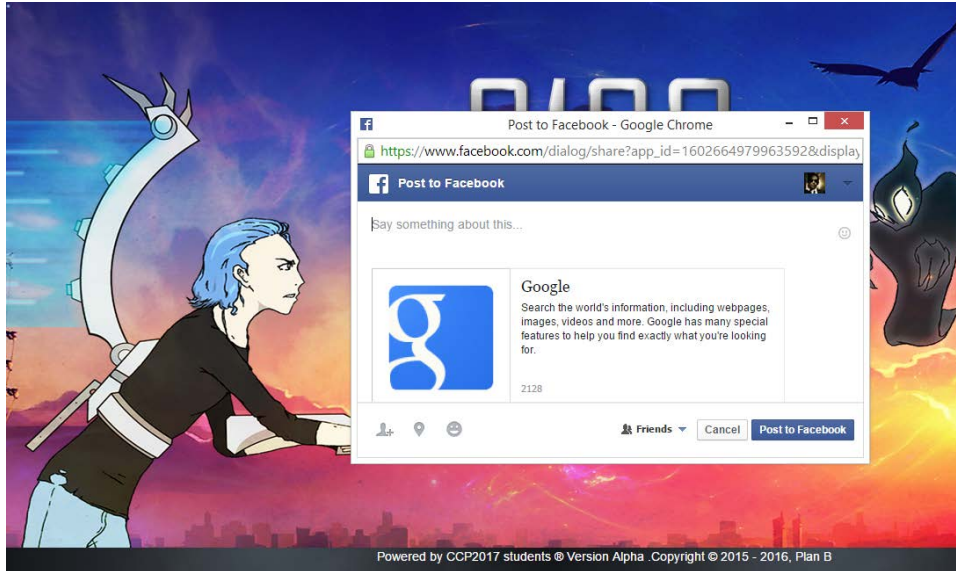 Post to Facebook - Google Chrome
https://www.facebook.com/dialog/share?app_id=160266497996359​2&display
Post to Facebook
Say something about this...
Google
Search the world's information, including webpages,
images, videos and more. Google has many special
features to help you find exactly what you're looking
for.
2128
Friends
Cancel
Post to Facebook
Powered by CCP2017 students ® Version Alpha .Copyright © 2015 - 2016, Plan B